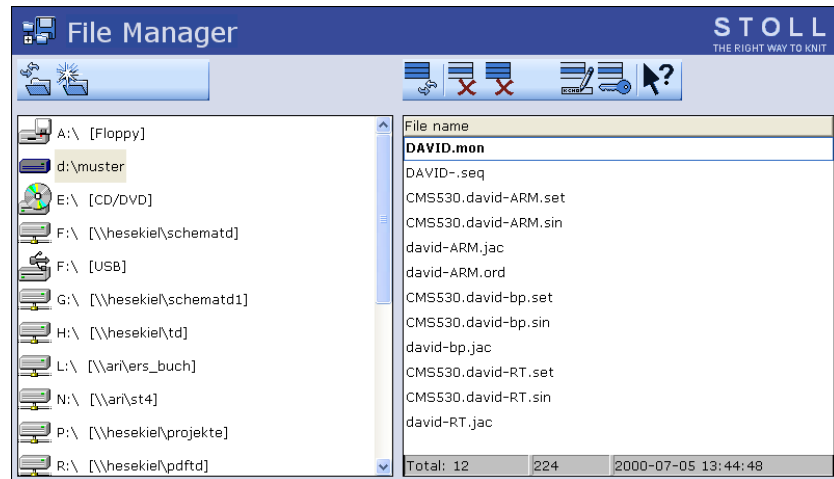 File Manager
STOLL
THE RIGHT WAY TO KNIT
A:\ [Floppy]
d:\muster
E:\ [CD/DVD]
F:\ [\\hesekiel\schematd]
F:\ [USB]
G:\ [\\hesekiel\schematd1]
H:\ [\\hesekiel\td]
L:\ [\\ari\ers_buch]
N:\ [\\ari\st4]
P:\ [\\hesekiel\projekte]
R:\ [\\hesekiel\pdftd]
File name
DAVID.mon
DAVID-.seq
CMS530.david-ARM.set
CMS530.david-ARM.sin
david-ARM.jac
david-ARM.ord
CMS530.david-bp.set
CMS530.david-bp.sin
david-bp.jac
CMS530.david-RT.set
CMS530.david-RT.sin
david-RT.jac
Total: 12 224 2000-07-05 13:44:48